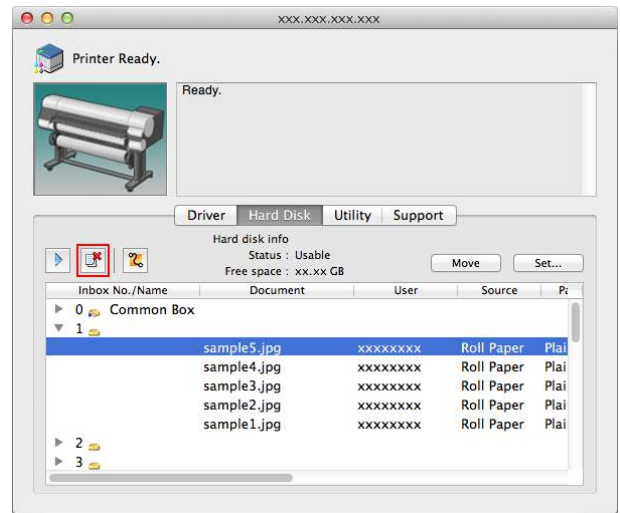 xxx.xxx.xxx.xxx
Printer Ready.
Ready.
Driver Hard Disk Utility Support
Hard disk info
Status : Usable
Free space : xx.xx GB
Move Set...
Inbox No./Name Document User Source Pa
0 Common Box
1
sample5.jpg xxxxxxxx Roll Paper Plai
sample4.jpg xxxxxxxx Roll Paper Plai
sample3.jpg xxxxxxxx Roll Paper Plai
sample2.jpg xxxxxxxx Roll Paper Plai
sample1.jpg xxxxxxxx Roll Paper Plai
2
3